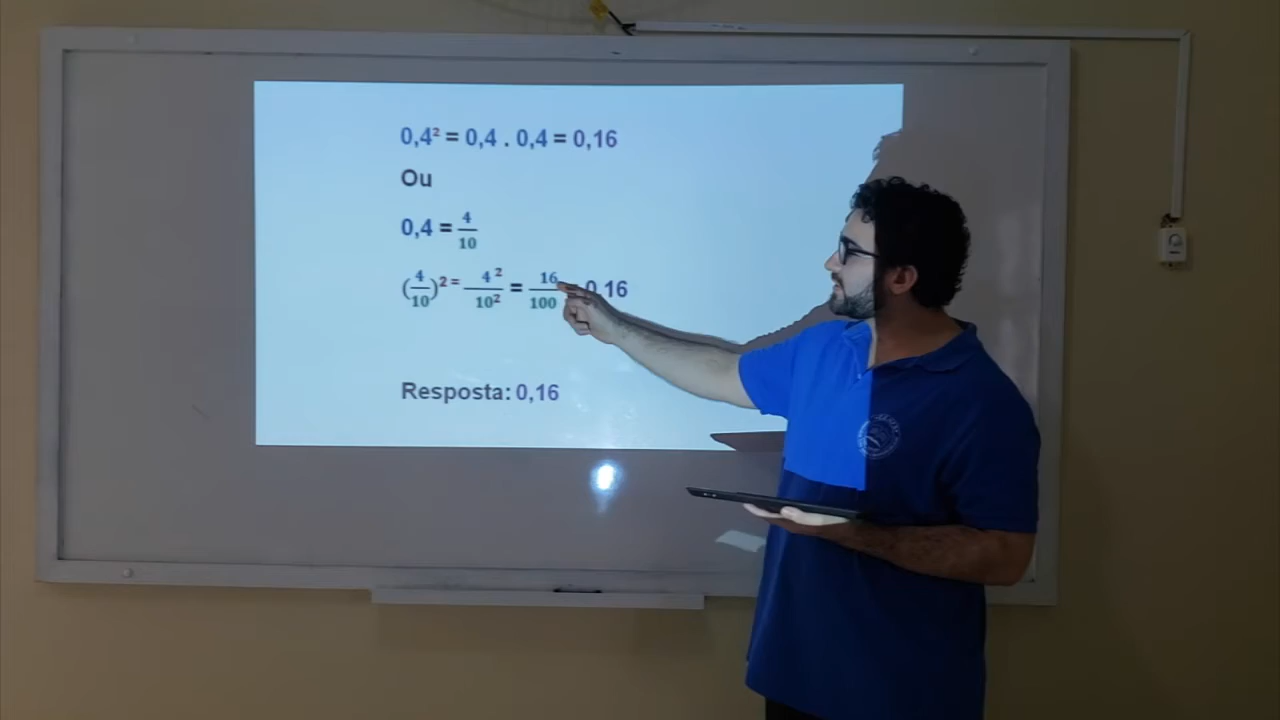 0,4² = 0,4 . 0,4 = 0,16
Ou
0,4 = 4/10
(4/10)² = 4²/10² = 16/100 0,16
Resposta: 0,16